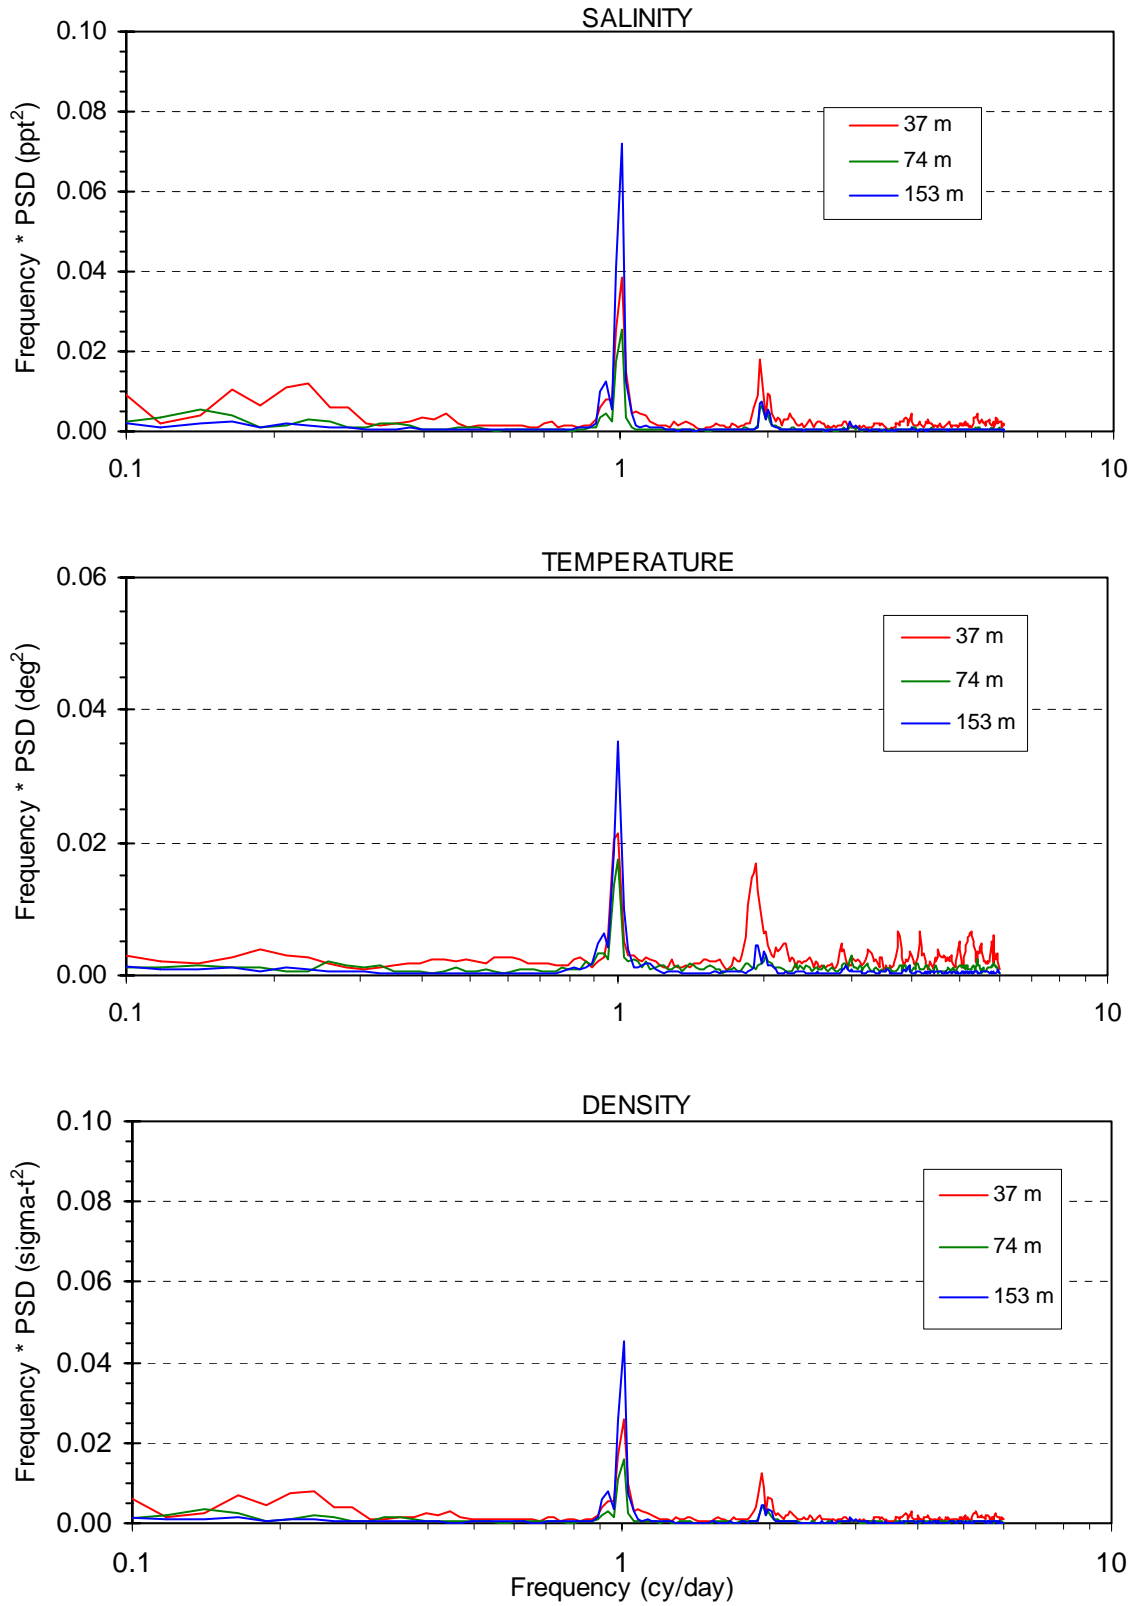 SALINITY
Frequency * PSD (ppt²)
0.10
0.08
0.06
0.04
0.02
0.00
37 m
74 m
153 m
0.1 1 10
TEMPERATURE
Frequency * PSD (deg²)
0.06
0.04
0.02
0.00
37 m
74 m
153 m
0.1 1 10
DENSITY
Frequency * PSD (sigma-t²)
0.10
0.08
0.06
0.04
0.02
0.00
37 m
74 m
153 m
0.1 1 10
Frequency (cy/day)